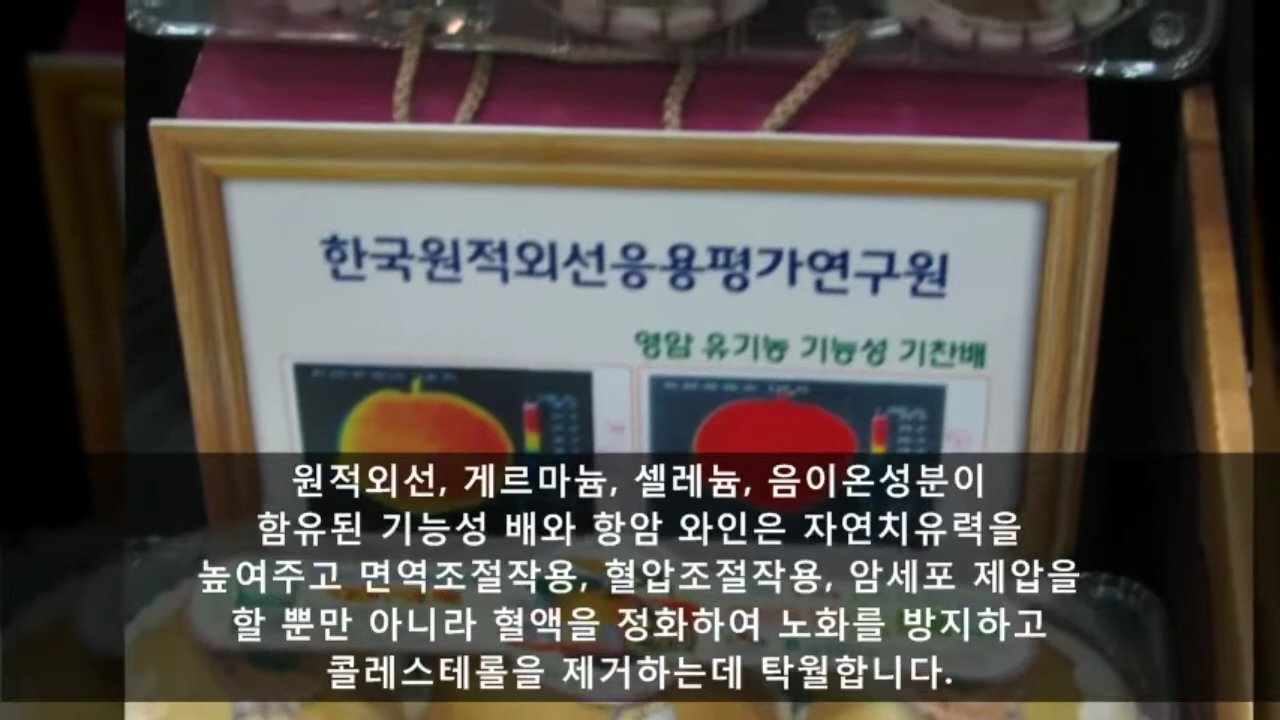 한국원적외선응용평가연구원
영암 유기농 기능성 기찬배
원적외선, 게르마늄, 셀레늄, 음이온성분이
함유된 기능성 배와 항암 와인은 자연치유력을
높여주고 면역조절작용, 혈압조절작용, 암세포 제압을
할 뿐만 아니라 혈액을 정화하여 노화를 방지하고
콜레스테롤을 제거하는데 탁월합니다.